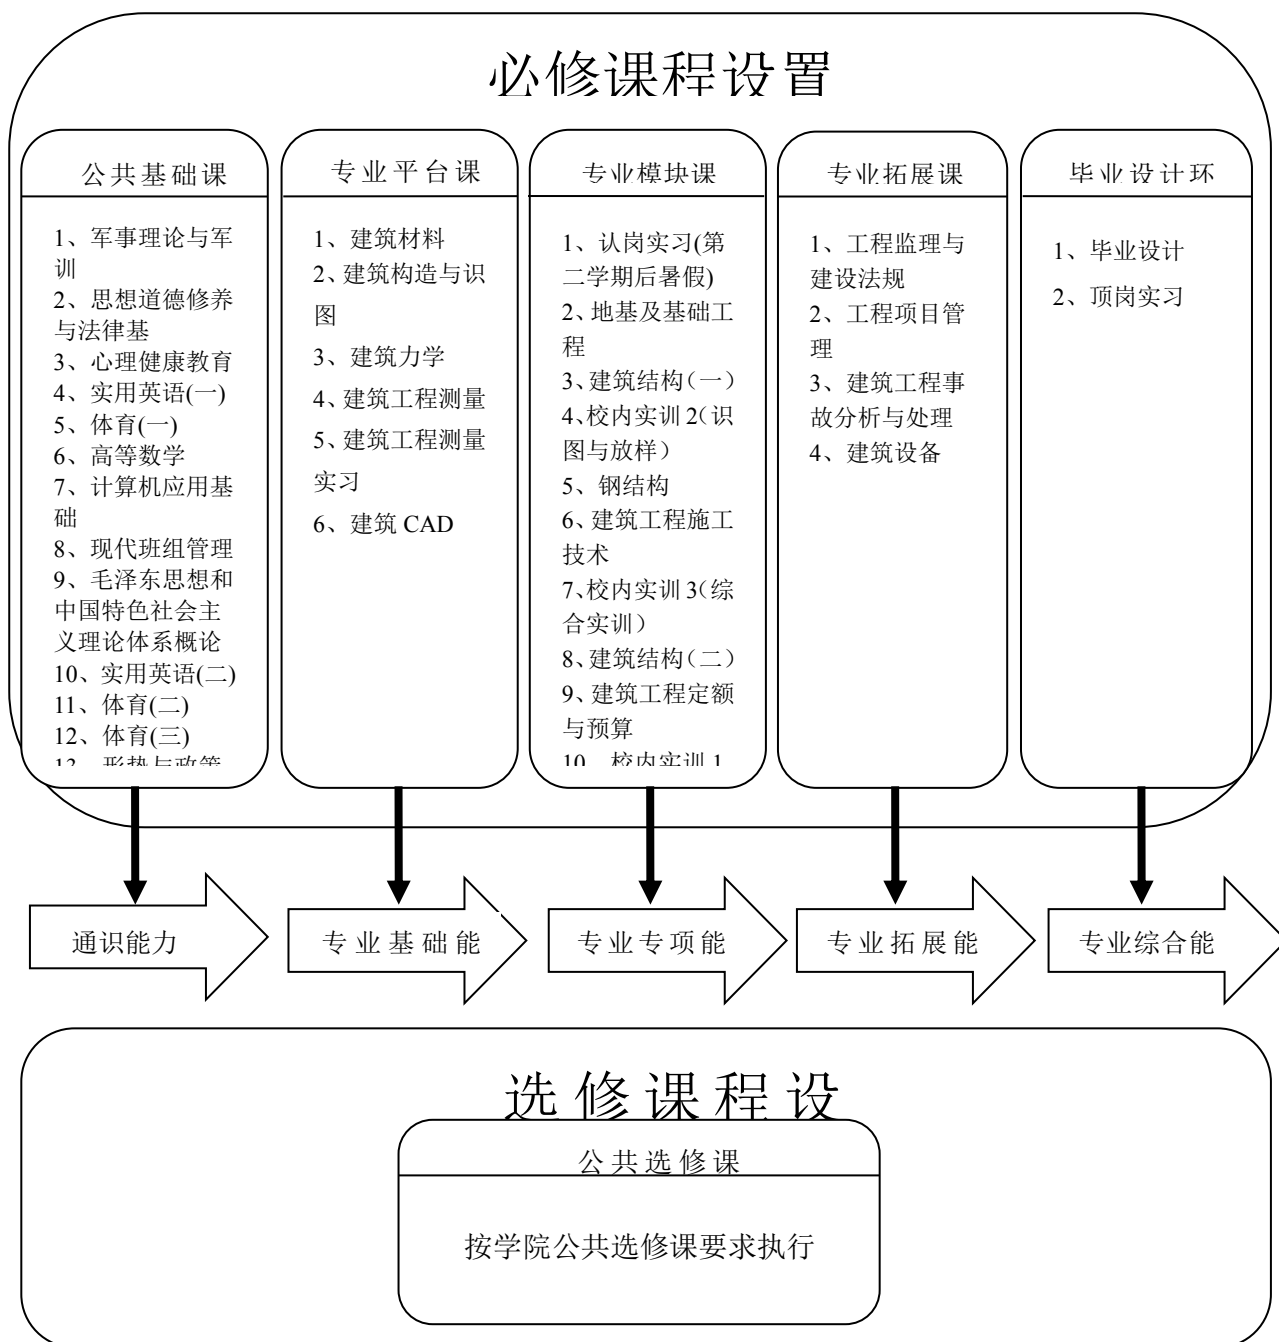 必修课程设置
公共基础课
1、军事理论与军
训
2、思想道德修养
与法律基
3、心理健康教育
4、实用英语(一)
5、体育(一)
6、高等数学
7、计算机应用基
础
8、现代班组管理
9、毛泽东思想和
中国特色社会主
义理论体系概论
10、实用英语(二)
11、体育(二)
12、体育(三)
13、形势与政策
专业平台课
1、建筑材料
2、建筑构造与识
图
3、建筑力学
4、建筑工程测量
5、建筑工程测量
实习
6、建筑 CAD
专业模块课
1、认岗实习(第
二学期后暑假)
2、地基及基础工
程
3、建筑结构（一）
4、校内实训 2（识
图与放样）
5、钢结构
6、建筑工程施工
技术
7、校内实训 3（综
合实训）
8、建筑结构（二）
9、建筑工程定额
与预算
10、校内实训 1
专业拓展课
1、工程监理与
建设法规
2、工程项目管
理
3、建筑工程事
故分析与处理
4、建筑设备
毕业设计环
1、毕业设计
2、顶岗实习
通识能力
专业基础能
专业专项能
专业拓展能
专业综合能
选修课程设
公共选修课
按学院公共选修课要求执行